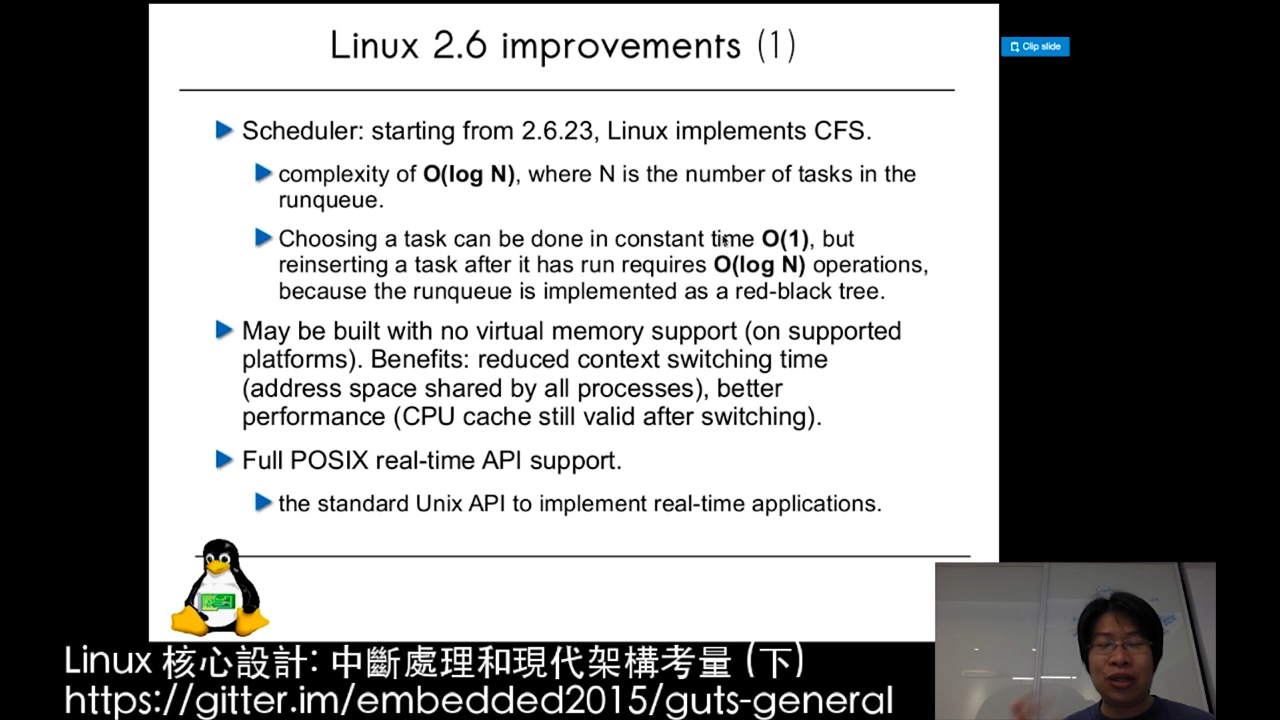 Linux 2.6 improvements (1)
Clip slide
Scheduler: starting from 2.6.23, Linux implements CFS.
complexity of O(log N), where N is the number of tasks in the
runqueue.
Choosing a task can be done in constant time O(1), but
reinserting a task after it has run requires O(log N) operations,
because the runqueue is implemented as a red-black tree.
May be built with no virtual memory support (on supported
platforms). Benefits: reduced context switching time
(address space shared by all processes), better
performance (CPU cache still valid after switching).
Full POSIX real-time API support.
the standard Unix API to implement real-time applications.
Linux 核心設計: 中斷處理和現代架構考量 (下)
https://gitter.im/embedded2015/guts-general